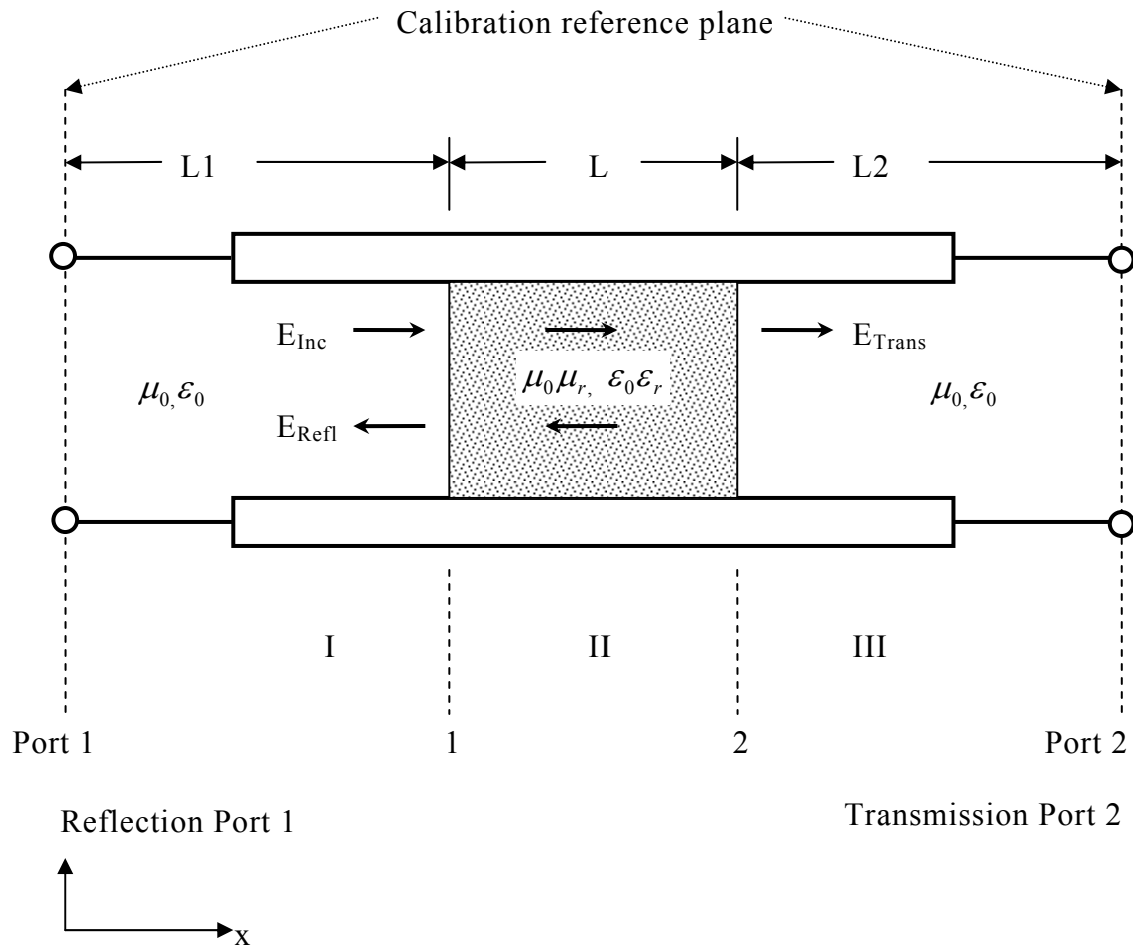 Calibration reference plane
L1 L L2
E_Inc E_Trans
μ₀μᵣ, ε₀εᵣ
μ₀,ε₀ μ₀,ε₀
E_Refl
I II III
Port 1 1 2 Port 2
Reflection Port 1 Transmission Port 2
x